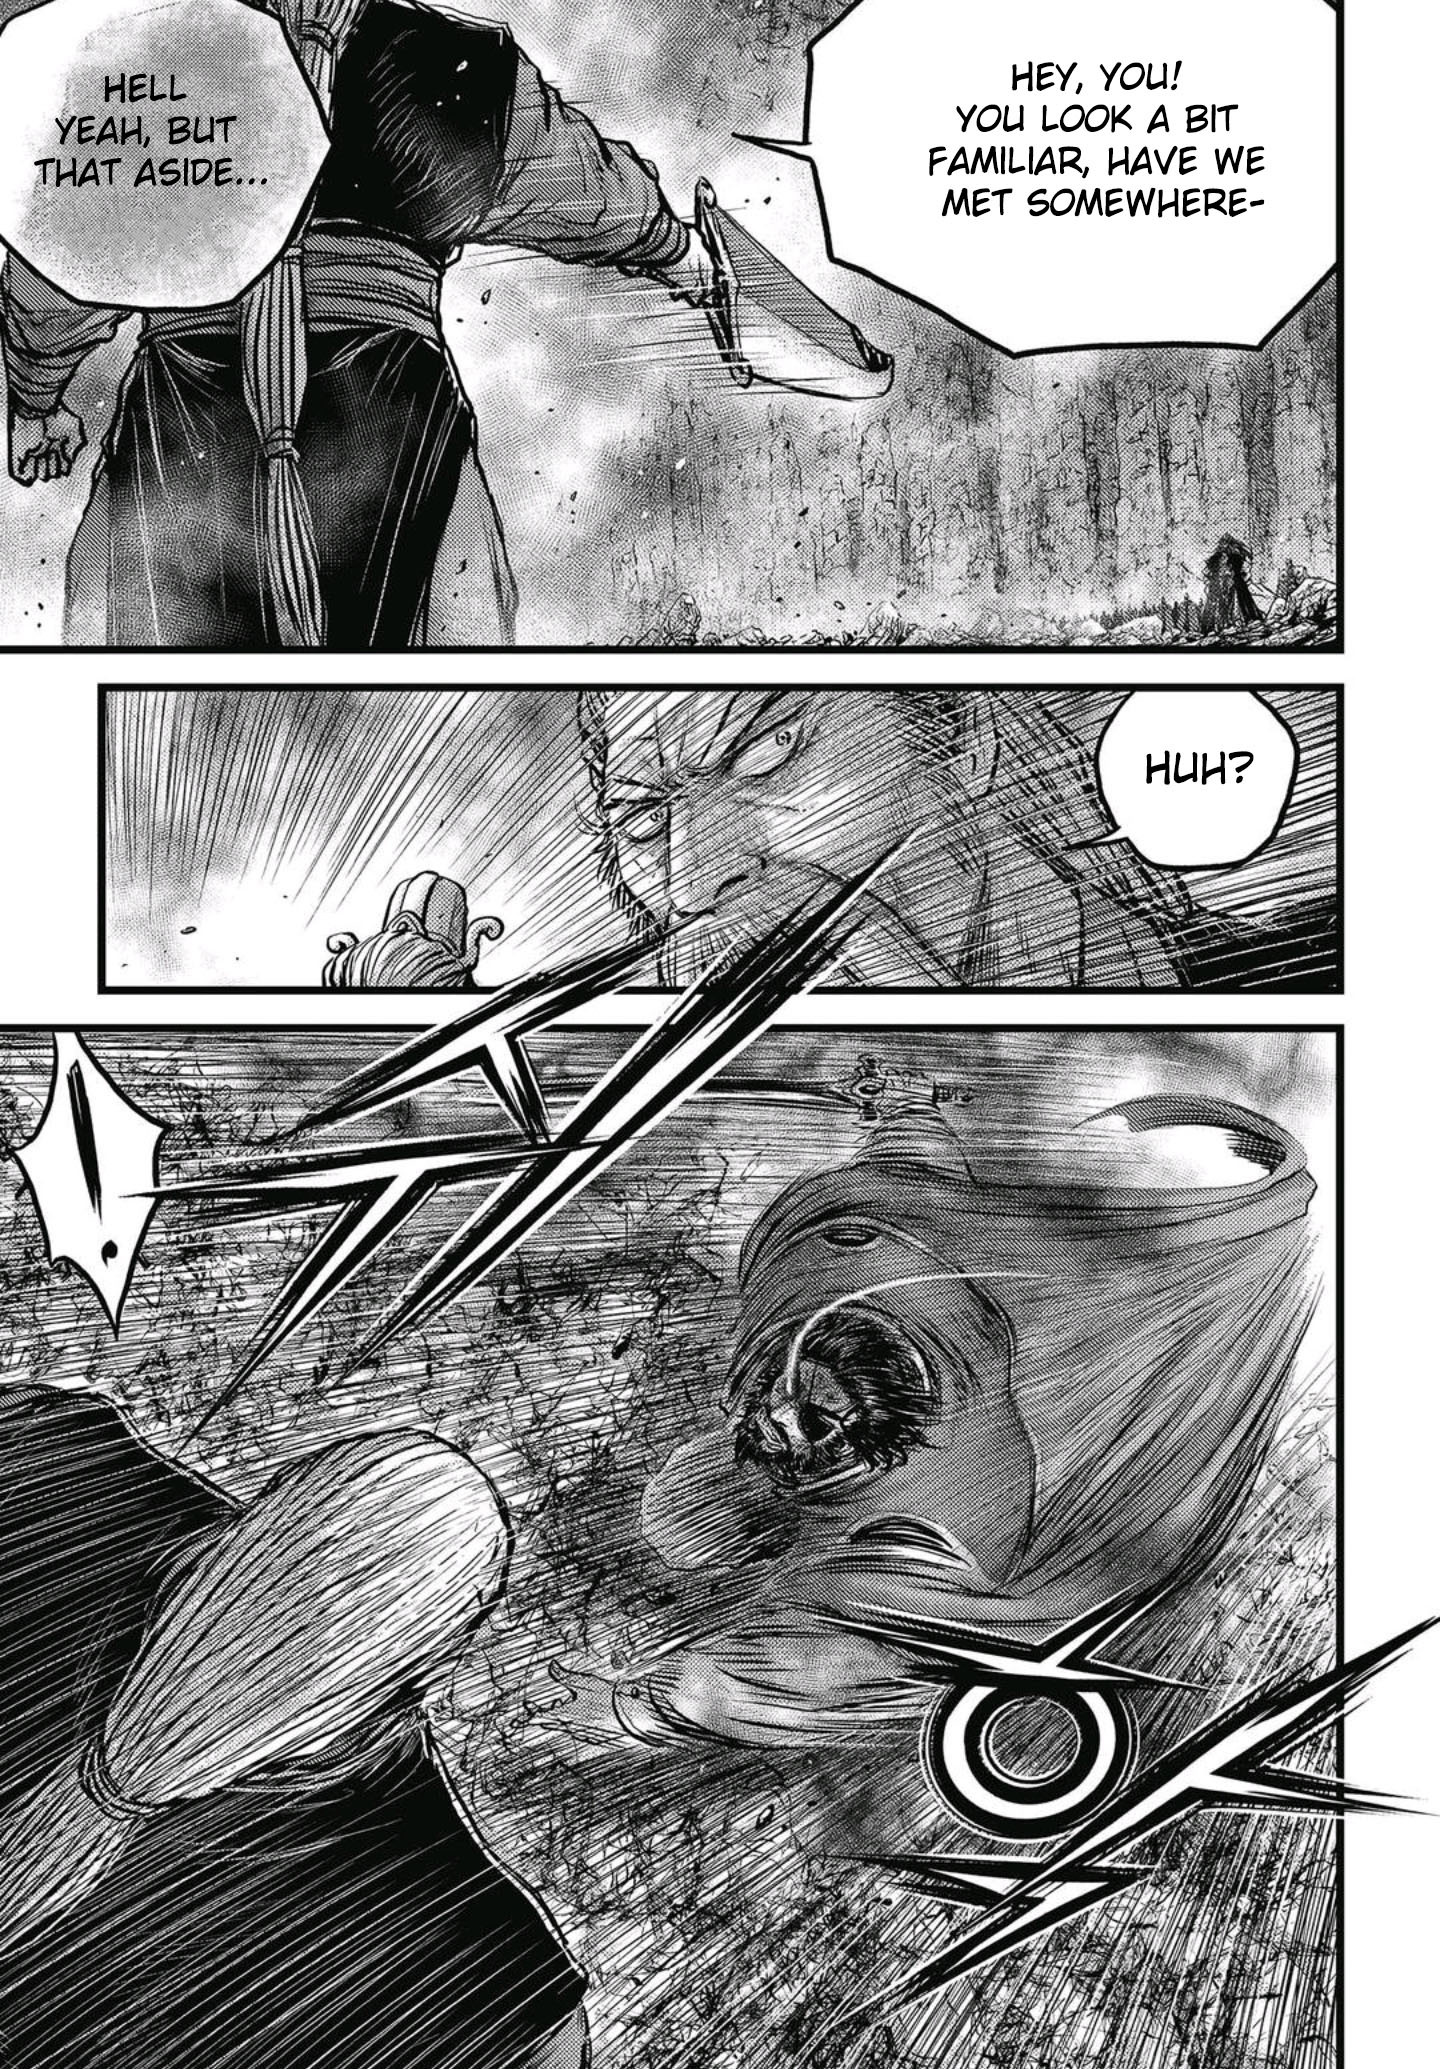 HEY, YOU!
YOU LOOK A BIT
FAMILIAR, HAVE WE
MET SOMEWHERE-
HELL
YEAH, BUT
THAT ASIDE...
HUH?
!